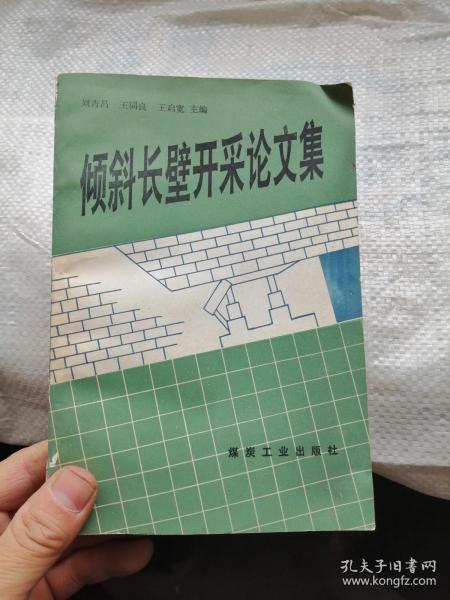 刘吉昌 王同良 王启宽 主编
倾斜长壁开采论文集
煤炭工业出版社
孔夫子旧书网
www.kongfz.com